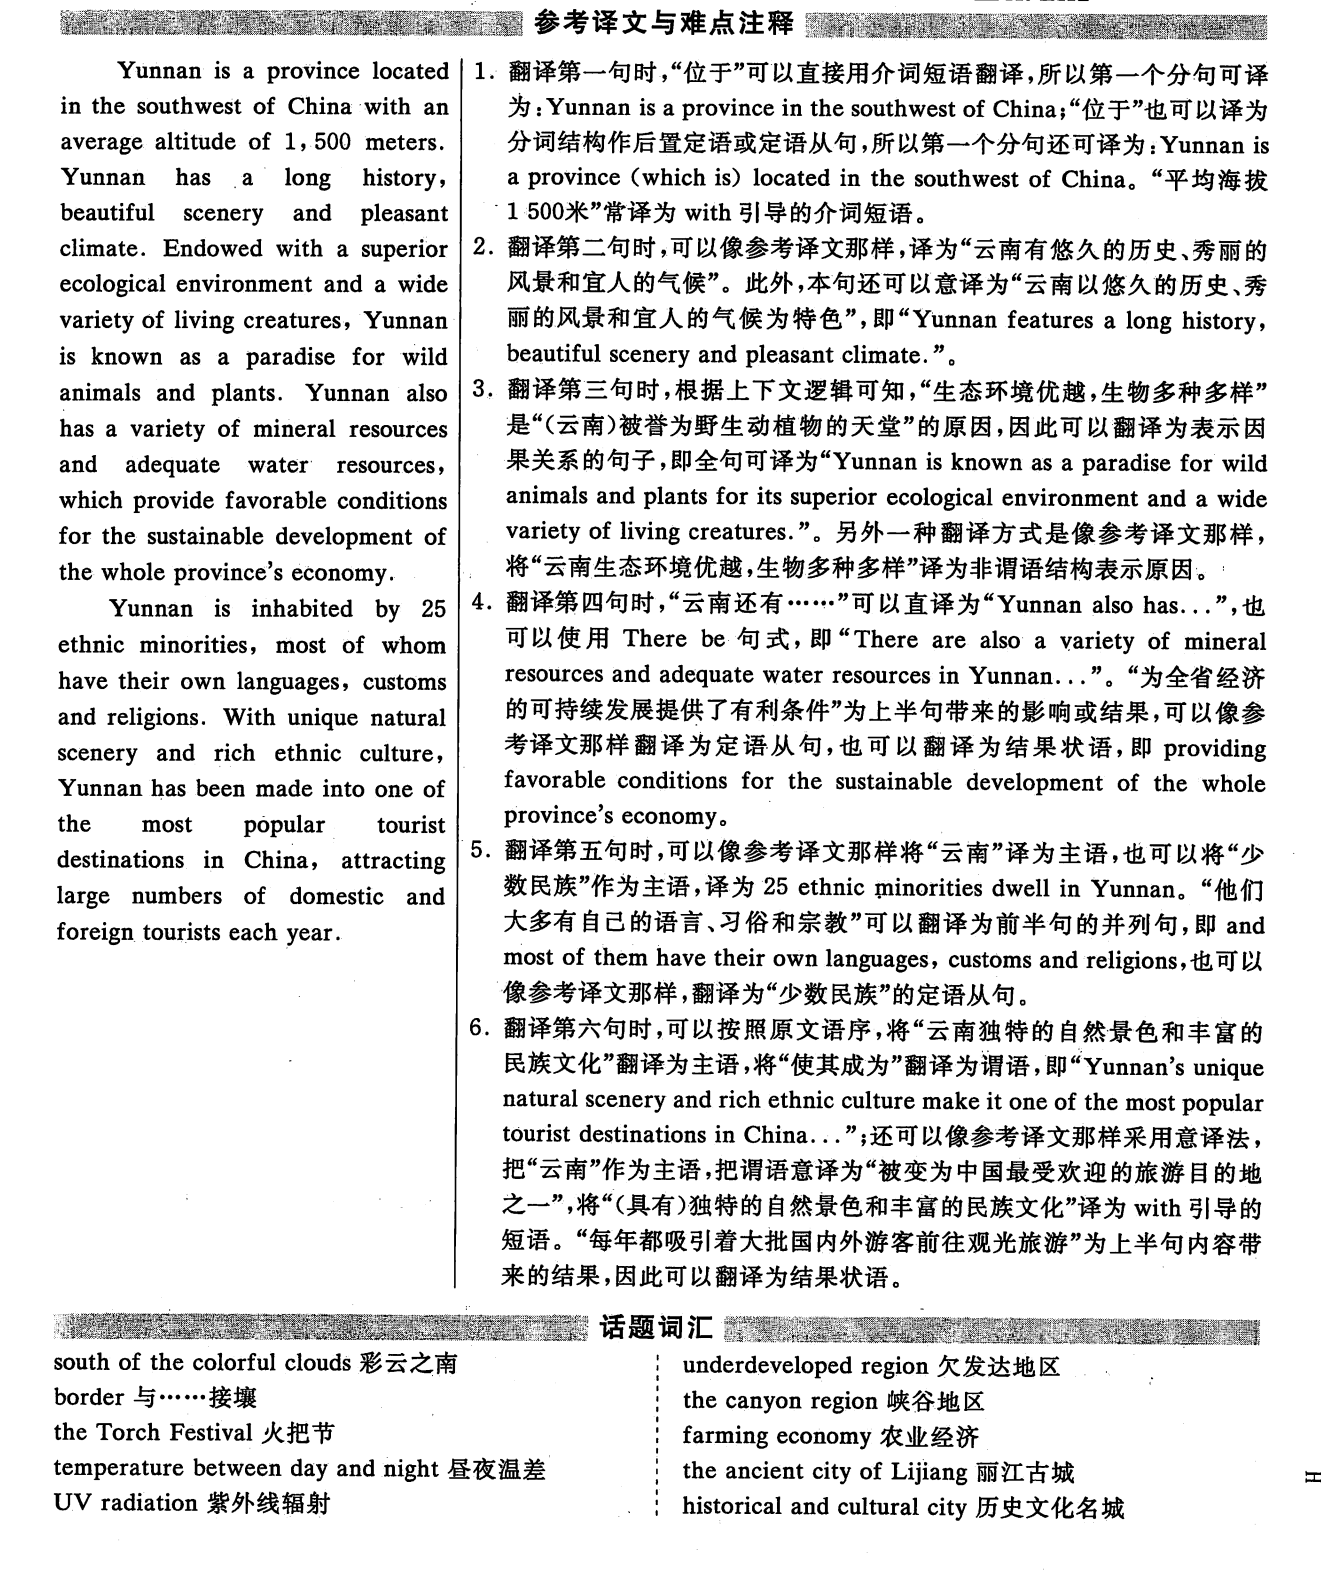 参考译文与难点注释
Yunnan is a province located
in the southwest of China with an
average altitude of 1,500 meters.
Yunnan has a long history,
beautiful scenery and pleasant
climate. Endowed with a superior
ecological environment and a wide
variety of living creatures, Yunnan
is known as a paradise for wild
animals and plants. Yunnan also
has a variety of mineral resources
and adequate water resources,
which provide favorable conditions
for the sustainable development of
the whole province's economy.
Yunnan is inhabited by 25
ethnic minorities, most of whom
have their own languages, customs
and religions. With unique natural
scenery and rich ethnic culture,
Yunnan has been made into one of
the most popular tourist
destinations in China, attracting
large numbers of domestic and
foreign tourists each year.
1. 翻译第一句时,“位于”可以直接用介词短语翻译,所以第一个分句可译
为:Yunnan is a province in the southwest of China;“位于”也可以译为
分词结构作后置定语或定语从句,所以第一个分句还可译为:Yunnan is
a province (which is) located in the southwest of China。“平均海拔
1 500米”常译为 with 引导的介词短语。
2. 翻译第二句时,可以像参考译文那样,译为“云南有悠久的历史、秀丽的
风景和宜人的气候”。此外,本句还可以意译为“云南以悠久的历史、秀
丽的风景和宜人的气候为特色”,即“Yunnan features a long history,
beautiful scenery and pleasant climate.”。
3. 翻译第三句时,根据上下文逻辑可知,“生态环境优越,生物多种多样”
是“(云南)被誉为野生动植物的天堂”的原因,因此可以翻译为表示因
果关系的句子,即全句可译为“Yunnan is known as a paradise for wild
animals and plants for its superior ecological environment and a wide
variety of living creatures.”。另外一种翻译方式是像参考译文那样,
将“云南生态环境优越,生物多种多样”译为非谓语结构表示原因。
4. 翻译第四句时,“云南还有……”可以直译为“Yunnan also has...”,也
可以使用 There be 句式,即“There are also a variety of mineral
resources and adequate water resources in Yunnan...”。“为全省经济
的可持续发展提供了有利条件”为上半句带来的影响或结果,可以像参
考译文那样翻译为定语从句,也可以翻译为结果状语,即 providing
favorable conditions for the sustainable development of the whole
province's economy。
5. 翻译第五句时,可以像参考译文那样将“云南”译为主语,也可以将“少
数民族”作为主语,译为 25 ethnic minorities dwell in Yunnan。“他们
大多有自己的语言、习俗和宗教”可以翻译为前半句的并列句,即 and
most of them have their own languages, customs and religions,也可以
像参考译文那样,翻译为“少数民族”的定语从句。
6. 翻译第六句时,可以按照原文语序,将“云南独特的自然景色和丰富的
民族文化”翻译为主语,将“使其成为”翻译为谓语,即“Yunnan's unique
natural scenery and rich ethnic culture make it one of the most popular
tourist destinations in China...”;还可以像参考译文那样采用意译法,
把“云南”作为主语,把谓语意译为“被变为中国最受欢迎的旅游目的地
之一”,将“(具有)独特的自然景色和丰富的民族文化”译为 with 引导的
短语。“每年都吸引着大批国内外游客前往观光旅游”为上半句内容带
来的结果,因此可以翻译为结果状语。
话题词汇
south of the colorful clouds 彩云之南
border 与……接壤
the Torch Festival 火把节
temperature between day and night 昼夜温差
UV radiation 紫外线辐射
underdeveloped region 欠发达地区
the canyon region 峡谷地区
farming economy 农业经济
the ancient city of Lijiang 丽江古城
historical and cultural city 历史文化名城